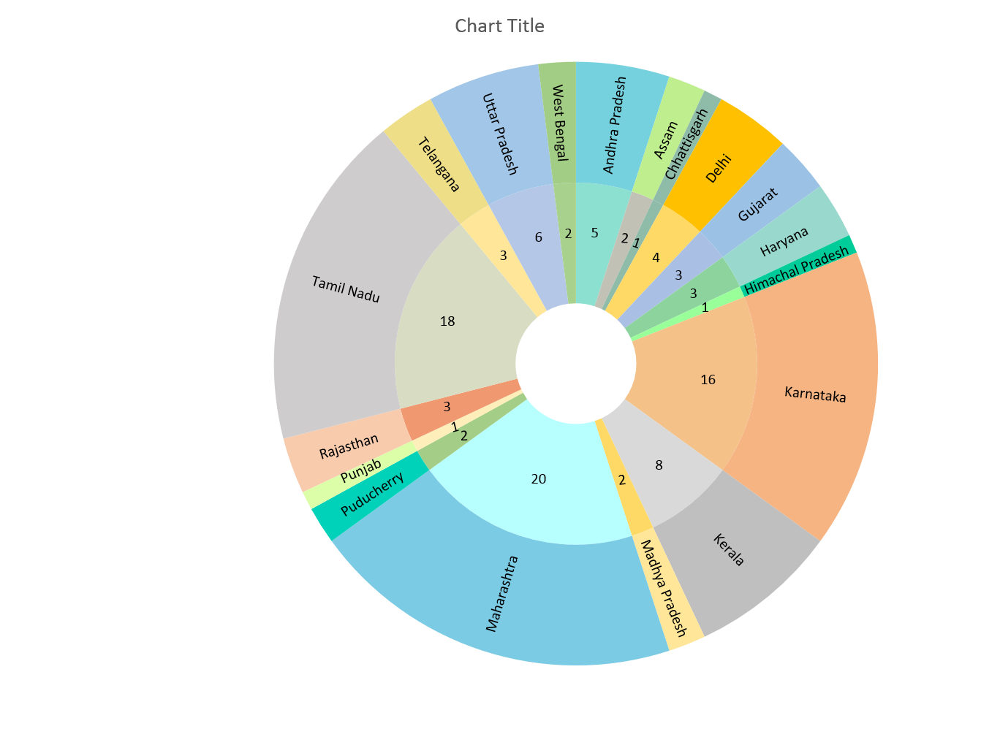 Chart Title
Andhra Pradesh
5
Assam
2
Chhattisgarh
1
Delhi
4
Gujarat
3
Haryana
3
Himachal Pradesh
1
Karnataka
16
Kerala
8
Madhya Pradesh
2
Maharashtra
20
Puducherry
2
Punjab
1
Rajasthan
3
Tamil Nadu
18
Telangana
3
Uttar Pradesh
6
West Bengal
2